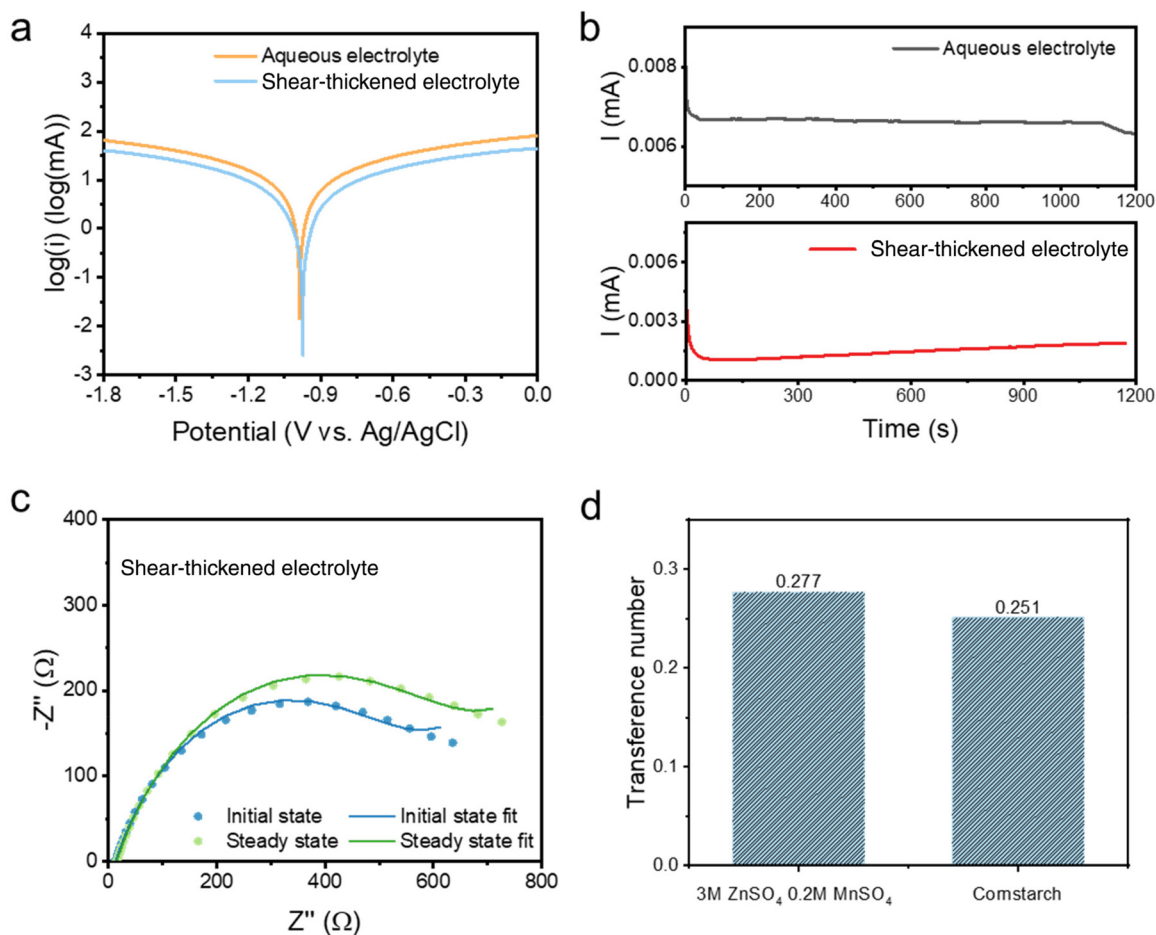 a
Aqueous electrolyte
Shear-thickened electrolyte
log(i) (log(mA))
4
3
2
1
0
-1
-2
-3
-1.8
-1.5
-1.2
-0.9
-0.6
-0.3
0.0
Potential (V vs. Ag/AgCl)
b
Aqueous electrolyte
I (mA)
0.008
0.006
0
200
400
600
800
1000
1200
Shear-thickened electrolyte
I (mA)
0.006
0.003
0.000
0
300
600
900
1200
Time (s)
c
Shear-thickened electrolyte
-Z'' (Ω)
400
300
200
100
0
Initial state
Initial state fit
Steady state
Steady state fit
0
200
400
600
800
Z'' (Ω)
d
Transference number
0.3
0.2
0.1
0.0
0.277
0.251
3M ZnSO₄ 0.2M MnSO₄
Cornstarch